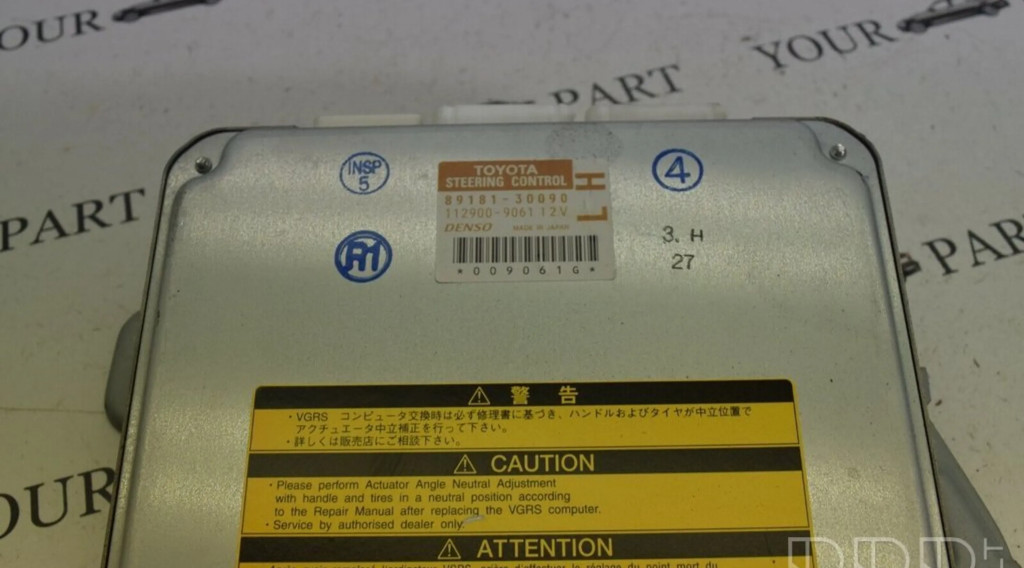 YOUR
YOUR
PART
PART
PART
YOUR
INSP
5
TOYOTA
STEERING CONTROL
89181-30090
112900-9061 12V
DENSO MADE IN JAPAN
LH
*009061G*
4
3. H
27
警告
・VGRS コンピュータ交換時は必ず修理書に基づき、ハンドルおよびタイヤが中立位置で
アクチュエータ中立補正を行って下さい。
・詳しくは販売店にご相談下さい。
CAUTION
・Please perform Actuator Angle Neutral Adjustment
with handle and tires in a neutral position according
to the Repair Manual after replacing the VGRS computer.
・Service by authorised dealer only.
ATTENTION